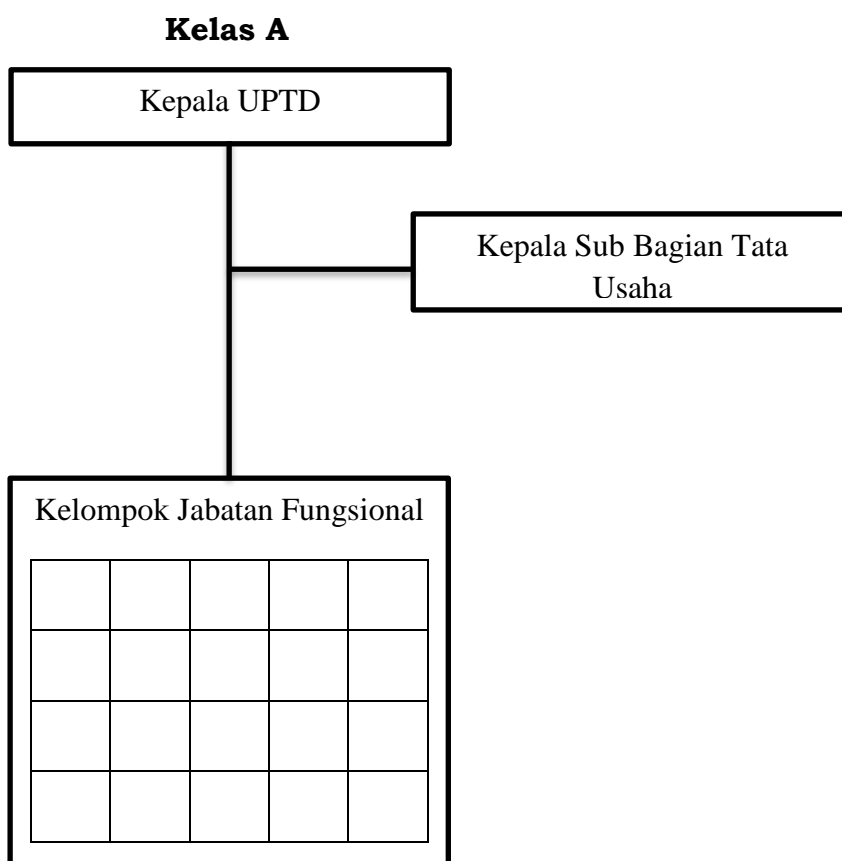 Kelas A
Kepala UPTD
Kepala Sub Bagian Tata
Usaha
Kelompok Jabatan Fungsional